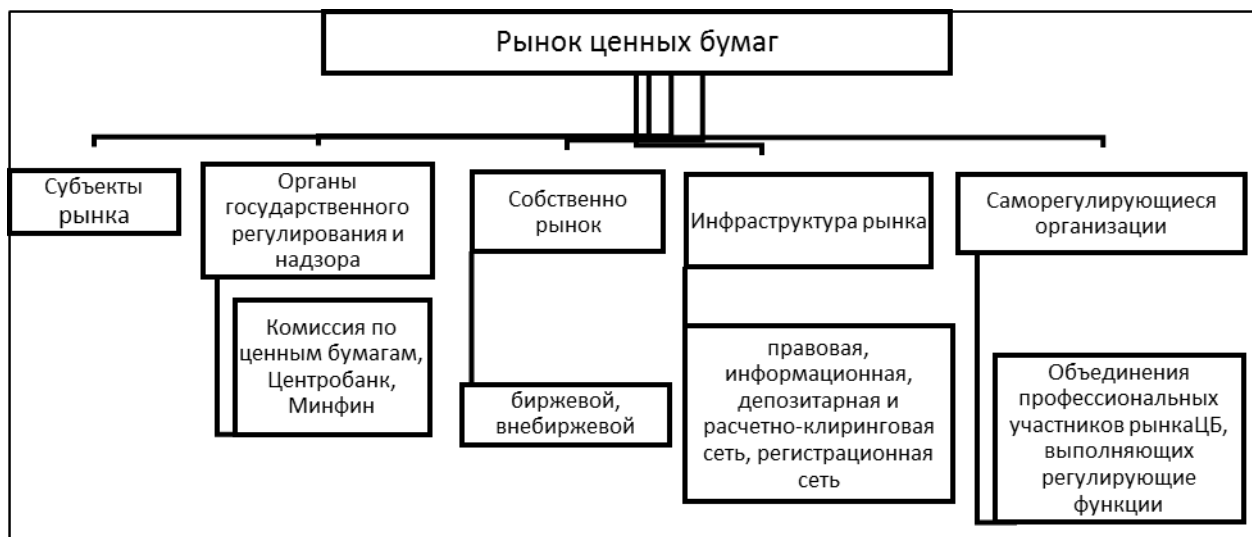 Рынок ценных бумаг
Субъекты
рынка
Органы
государственного
регулирования и
надзора
Собственно
рынок
Инфраструктура рынка
Саморегулирующиеся
организации
Комиссия по
ценным бумагам,
Центробанк,
Минфин
биржевой,
внебиржевой
правовая,
информационная,
депозитарная и
расчетно-клиринговая
сеть, регистрационная
сеть
Объединения
профессиональных
участников рынкаЦБ,
выполняющих
регулирующие
функции